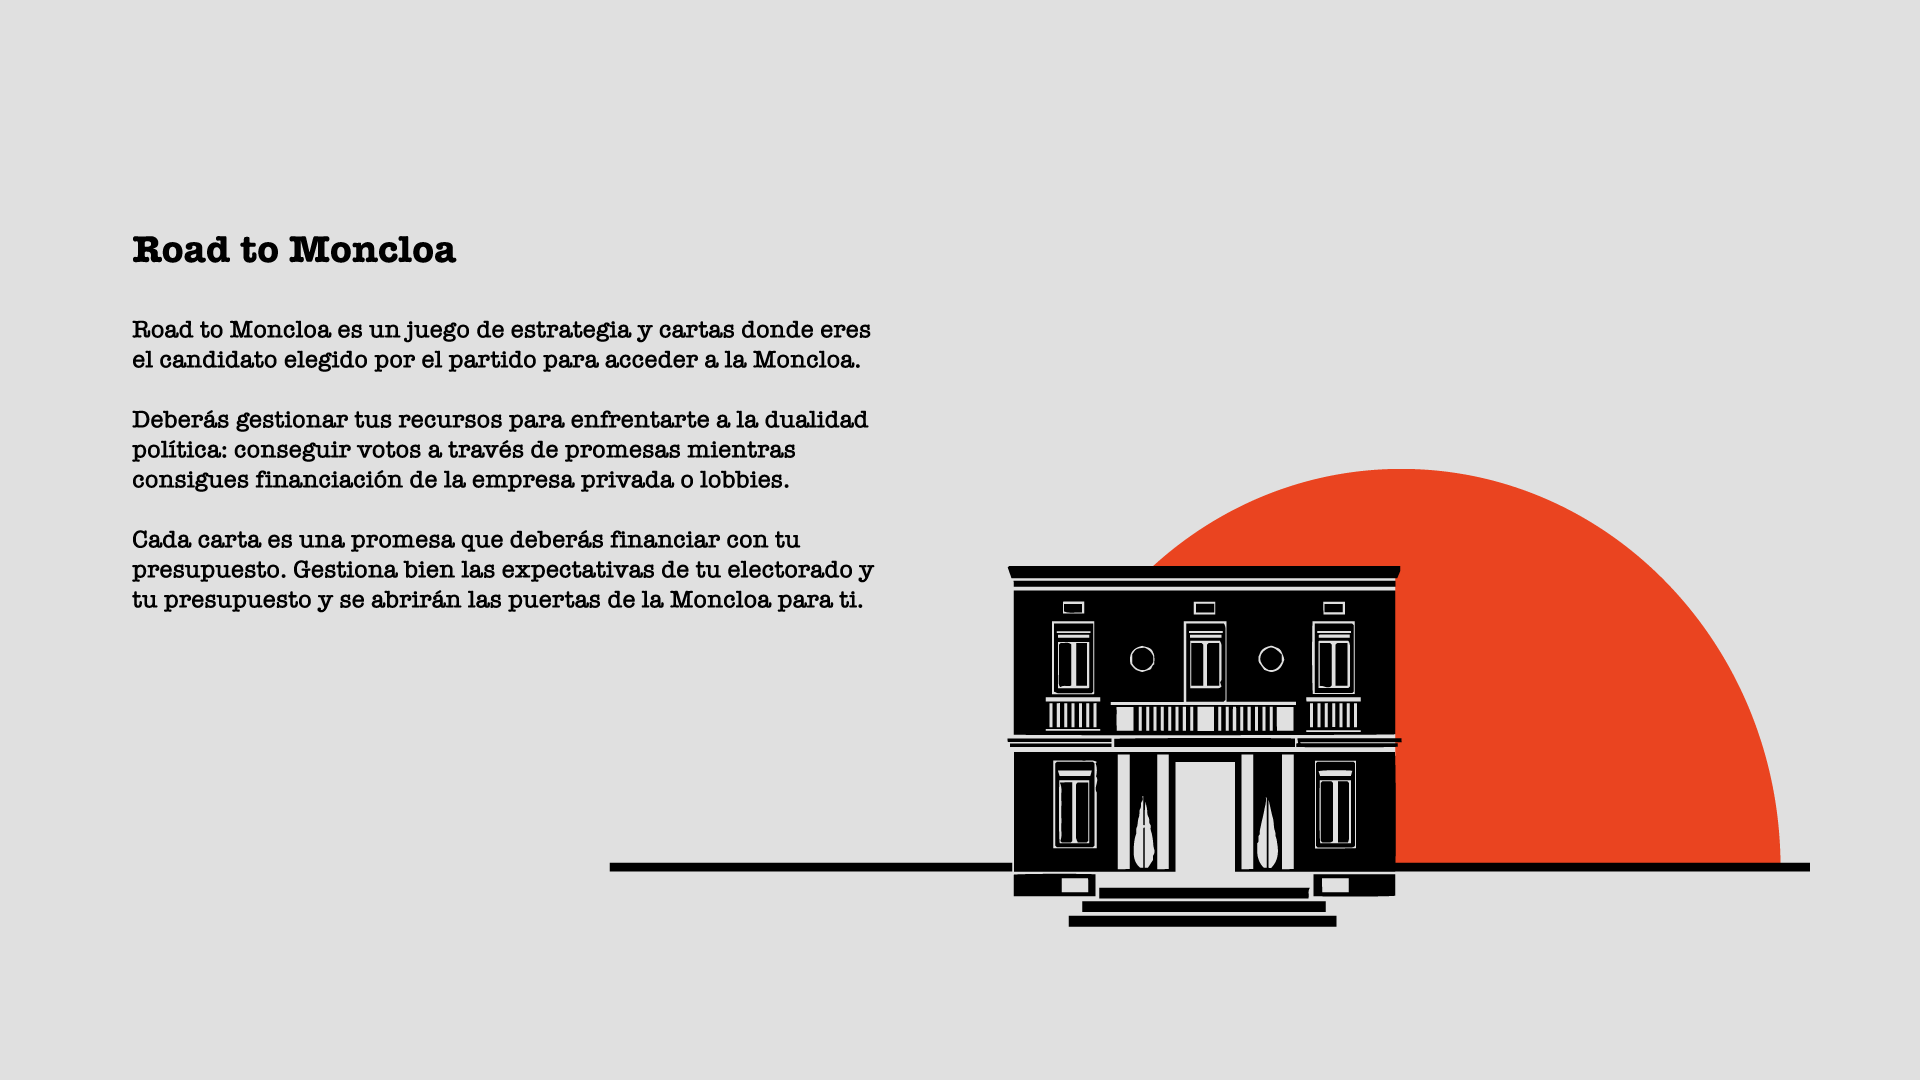 Road to Moncloa
Road to Moncloa es un juego de estrategia y cartas donde eres
el candidato elegido por el partido para acceder a la Moncloa.
Deberás gestionar tus recursos para enfrentarte a la dualidad
política: conseguir votos a través de promesas mientras
consigues financiación de la empresa privada o lobbies.
Cada carta es una promesa que deberás financiar con tu
presupuesto. Gestiona bien las expectativas de tu electorado y
tu presupuesto y se abrirán las puertas de la Moncloa para ti.